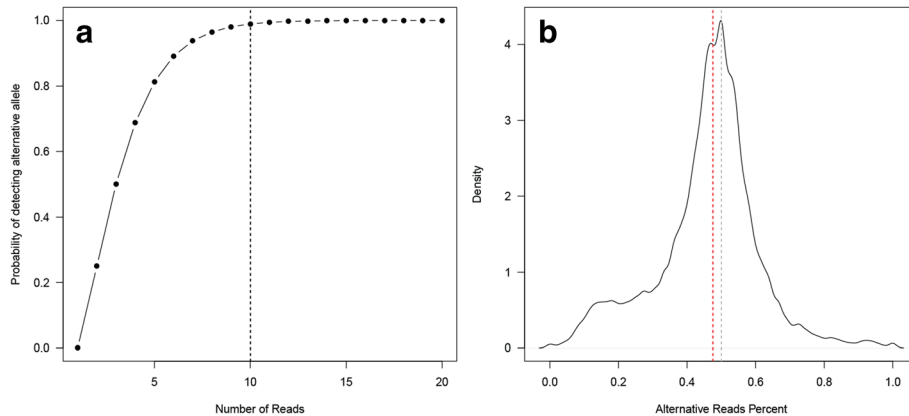 a
Probability of detecting alternative allele
1.0
0.8
0.6
0.4
0.2
0.0
5 10 15 20
Number of Reads
b
Density
4
3
2
1
0
0.0 0.2 0.4 0.6 0.8 1.0
Alternative Reads Percent